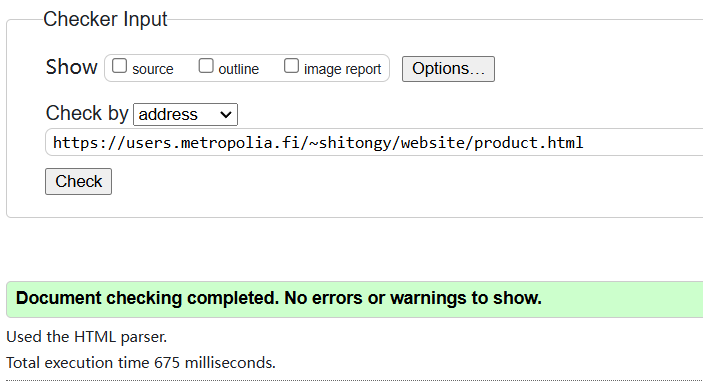 Checker Input
Show source outline image report Options...
Check by address
https://users.metropolia.fi/~shitongy/website/product.html
Check
Document checking completed. No errors or warnings to show.
Used the HTML parser.
Total execution time 675 milliseconds.